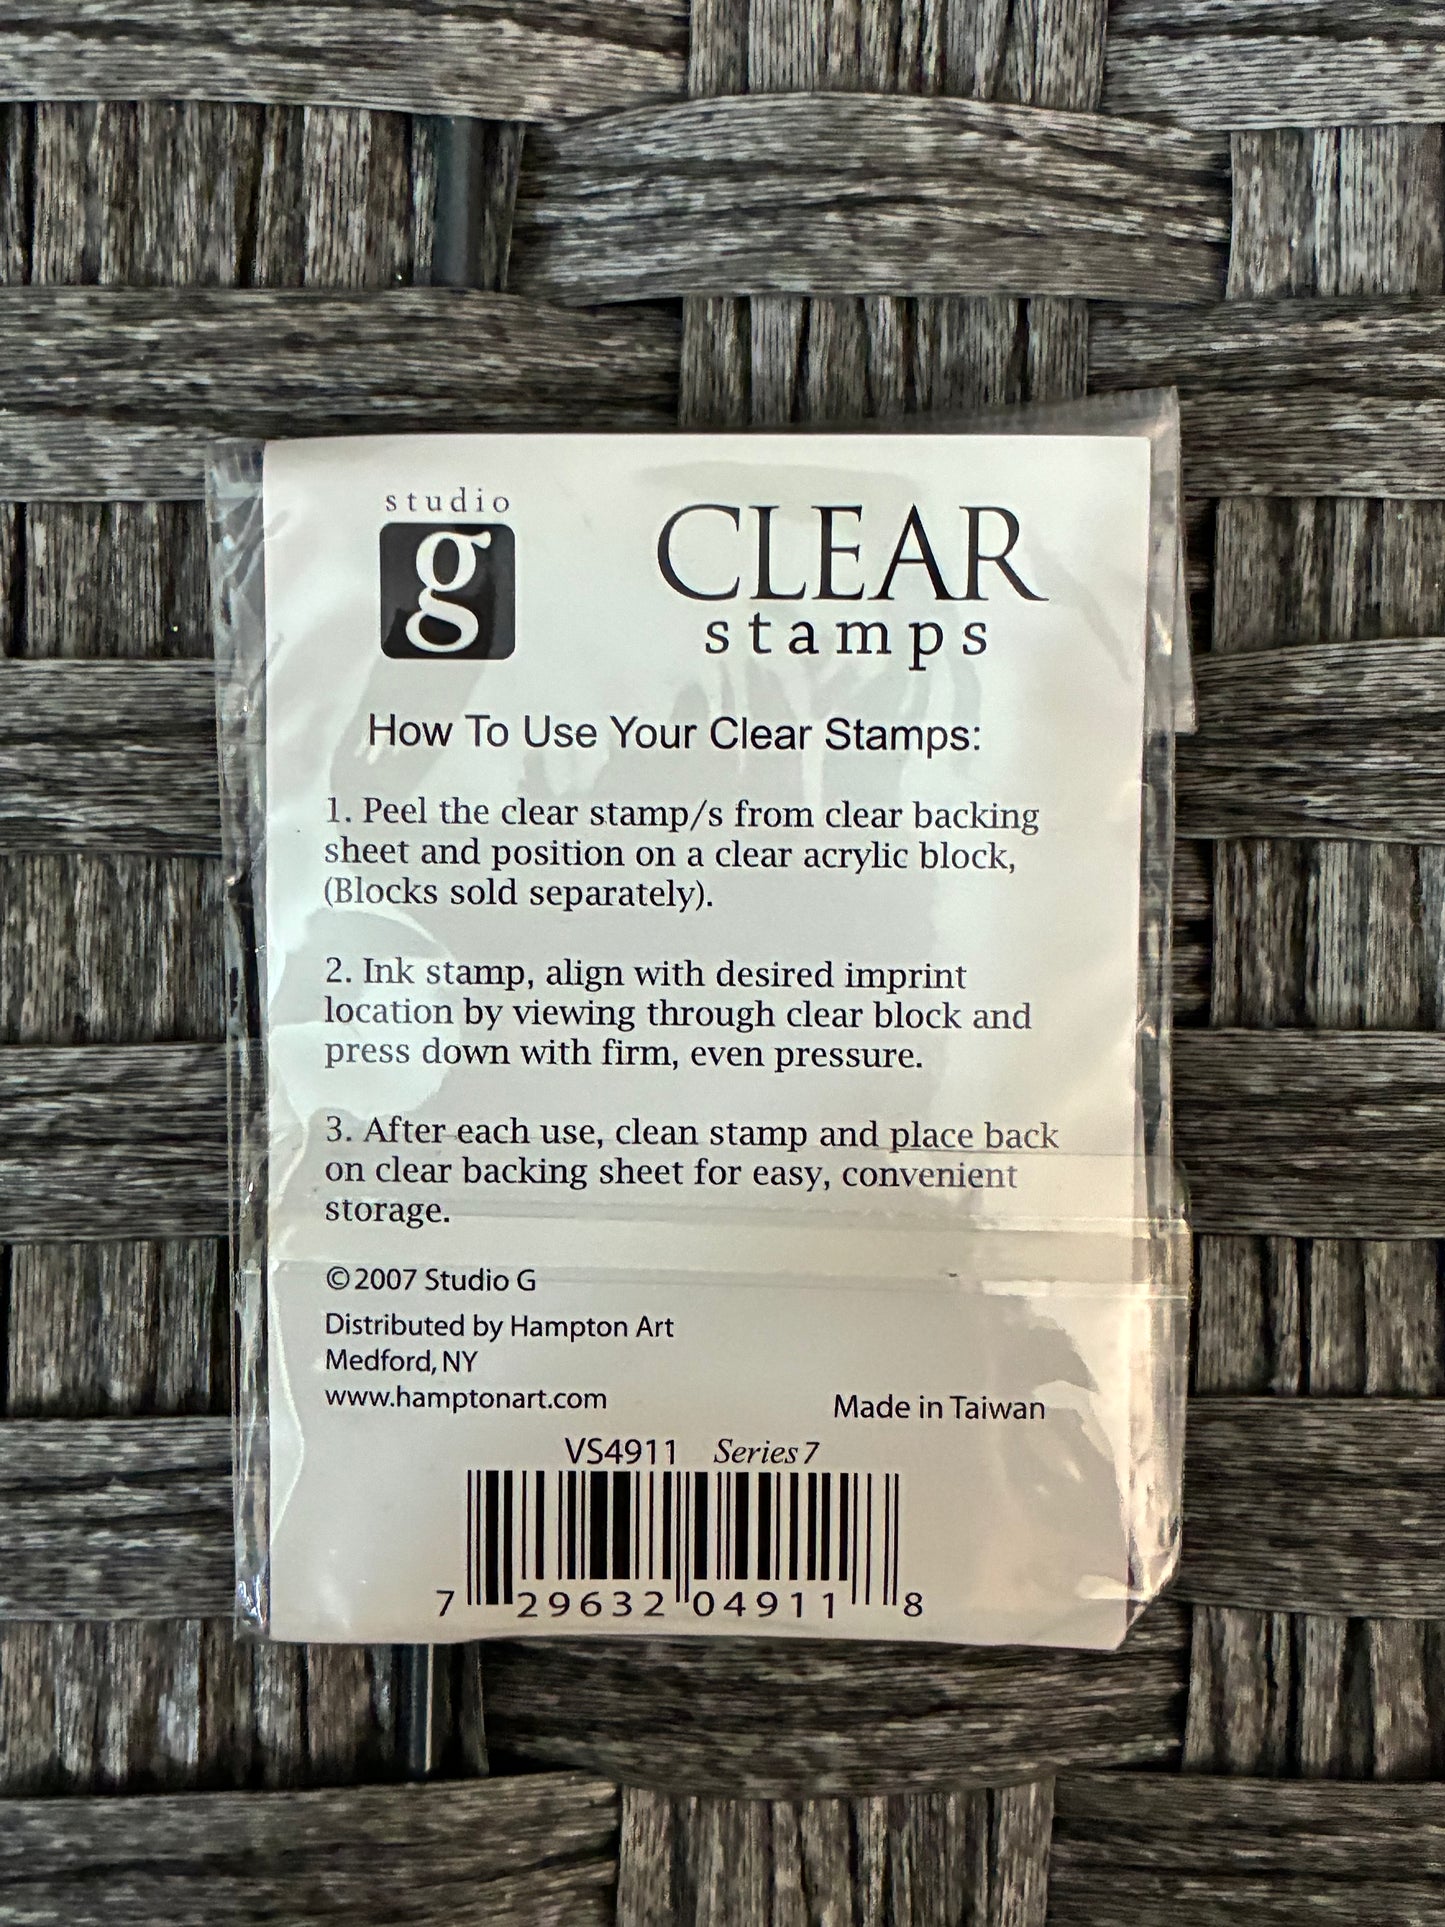 studio
g
CLEAR
stamps
How To Use Your Clear Stamps:
1. Peel the clear stamp/s from clear backing
sheet and position on a clear acrylic block,
(Blocks sold separately).
2. Ink stamp, align with desired imprint
location by viewing through clear block and
press down with firm, even pressure.
3. After each use, clean stamp and place back
on clear backing sheet for easy, convenient
storage.
©2007 Studio G
Distributed by Hampton Art
Medford, NY
www.hamptonart.com
Made in Taiwan
VS4911 Series 7
7 29632 04911 8